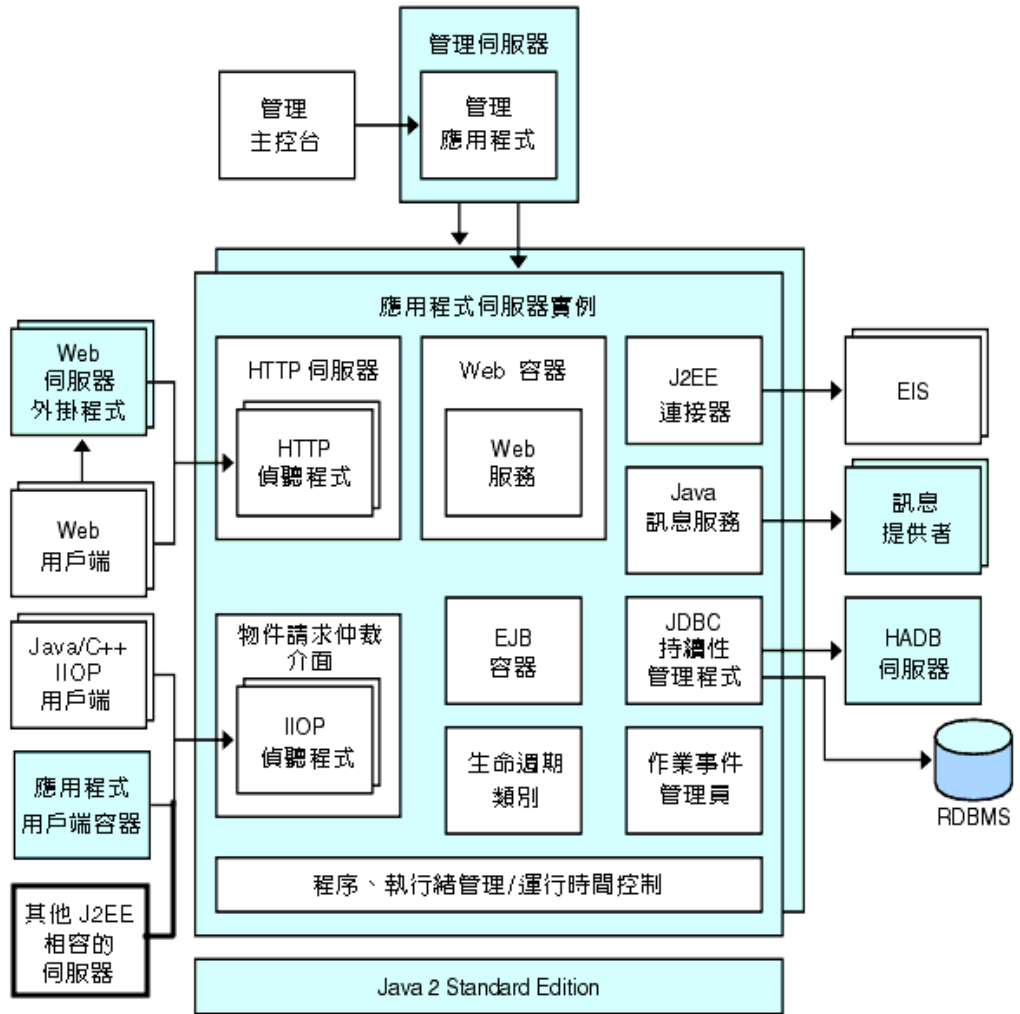 管理伺服器
管理
主控台
管理
應用程式
應用程式伺服器實例
Web
伺服器
外掛程式
HTTP 伺服器
HTTP
偵聽程式
Web 容器
Web
服務
J2EE
連接器
EIS
Web
用戶端
Java
訊息服務
訊息
提供者
Java/C++
IIOP
用戶端
物件請求仲裁
介面
IIOP
偵聽程式
EJB
容器
JDBC
持續性
管理程式
HADB
伺服器
應用程式
用戶端容器
生命週期
類別
作業事件
管理員
RDBMS
其他 J2EE
相容的
伺服器
程序、執行緒管理/運行時間控制
Java 2 Standard Edition